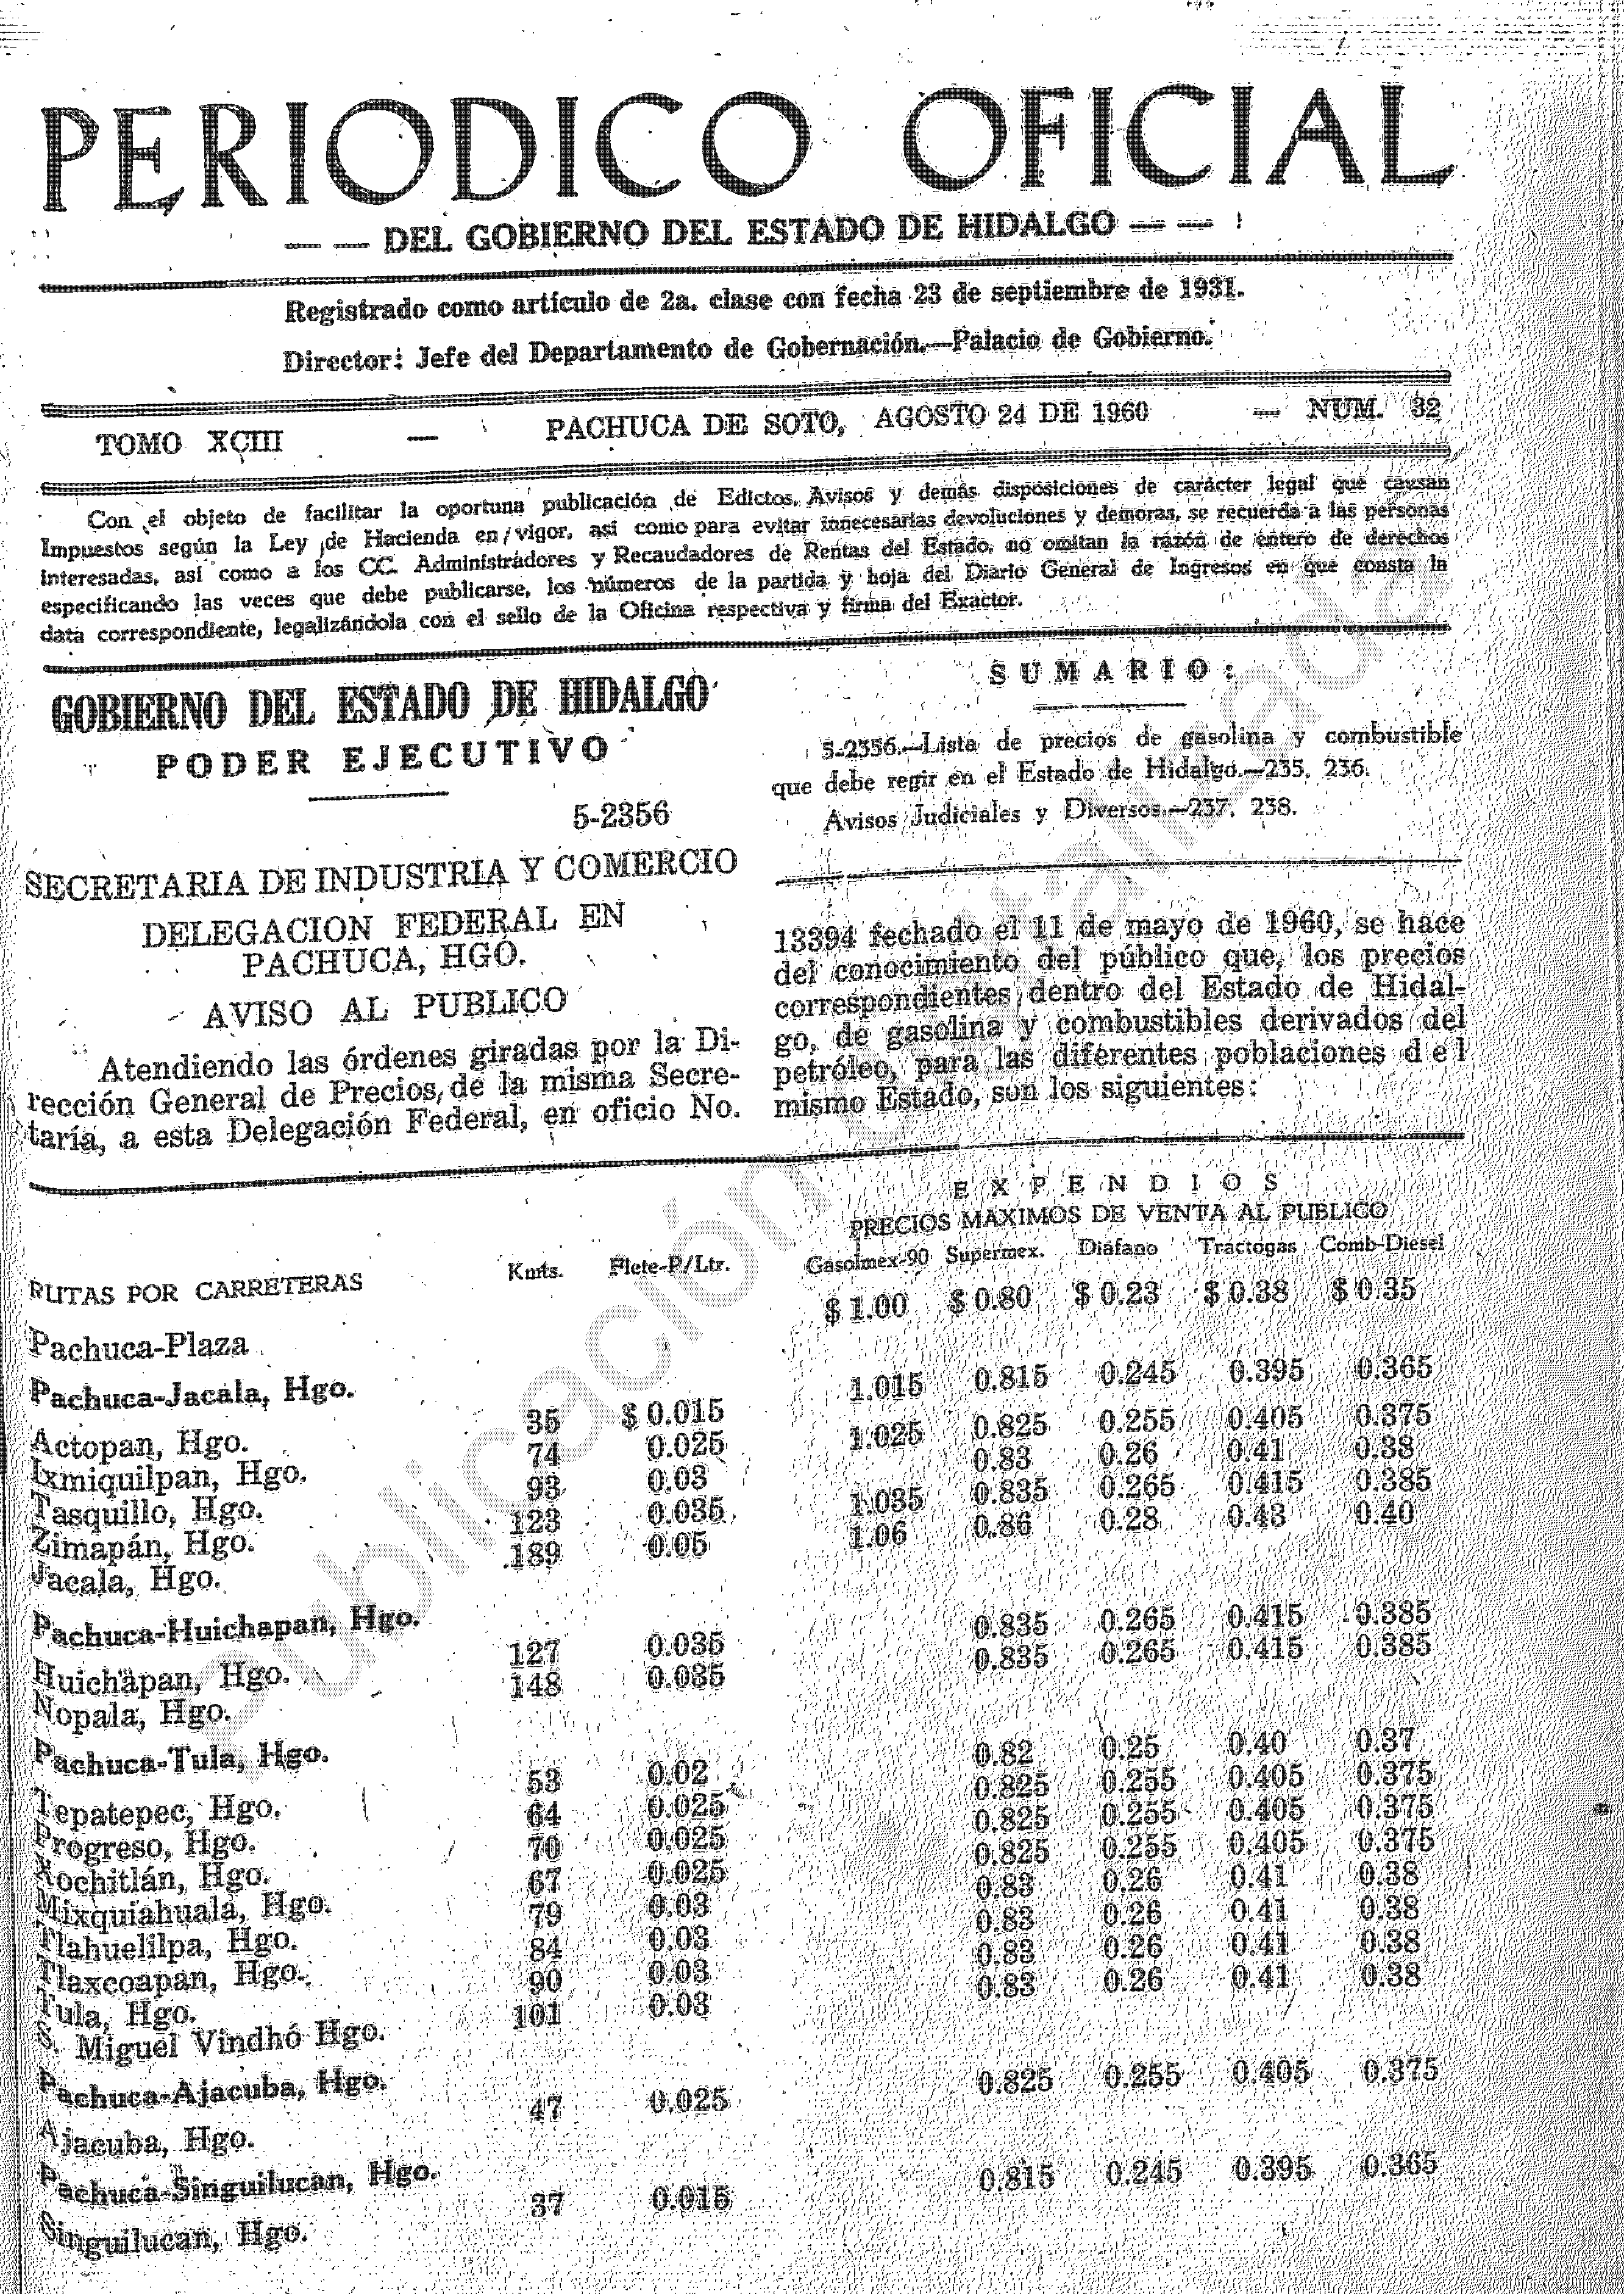 PERIODICO OFICIAL
— — DEL GOBIERNO DEL ESTADO DE HIDALGO — —
Registrado como artículo de 2a. clase con fecha 23 de septiembre de 1931.
Director: Jefe del Departamento de Gobernación.—Palacio de Gobierno.
TOMO XCIII — PACHUCA DE SOTO, AGOSTO 24 DE 1960 — NUM. 32
Con el objeto de facilitar la oportuna publicación de Edictos, Avisos y demás disposiciones de carácter legal que causan
Impuestos según la Ley de Hacienda en vigor, así como para evitar innecesarias devoluciones y demoras, se recuerda a las personas
interesadas, así como a los CC. Administradores y Recaudadores de Rentas del Estado, no omitan la razón de entero de derechos
especificando las veces que debe publicarse, los números de la partida y hoja del Diario General de Ingresos en que consta la
data correspondiente, legalizándola con el sello de la Oficina respectiva y firma del Exactor.
GOBIERNO DEL ESTADO DE HIDALGO
PODER EJECUTIVO
5-2356
SECRETARIA DE INDUSTRIA Y COMERCIO
DELEGACION FEDERAL EN
PACHUCA, HGO.
AVISO AL PUBLICO
Atendiendo las órdenes giradas por la Di-
rección General de Precios, de la misma Secre-
taría, a esta Delegación Federal, en oficio No.
SUMARIO:
5-2356.—Lista de precios de gasolina y combustible
que debe regir en el Estado de Hidalgo.—235, 236.
Avisos Judiciales y Diversos.—237, 238.
13394 fechado el 11 de mayo de 1960, se hace
del conocimiento del público que, los precios
correspondientes dentro del Estado de Hidal-
go, de gasolina y combustibles derivados del
petróleo, para las diferentes poblaciones del
mismo Estado, son los siguientes:
EXPENDIOS
PRECIOS MAXIMOS DE VENTA AL PUBLICO
RUTAS POR CARRETERAS Kmts. Flete-P/Ltr. Gasolmex-90 Supermex. Diáfano Tractogas Comb-Diesel
Pachuca-Plaza $ 1.00 $ 0.80 $ 0.23 $ 0.38 $ 0.35
Pachuca-Jacala, Hgo.
Actopan, Hgo. 35 $ 0.015 1.015 0.815 0.245 0.395 0.365
Ixmiquilpan, Hgo. 74 0.025 1.025 0.825 0.255 0.405 0.375
Tasquillo, Hgo. 93 0.03 0.83 0.26 0.41 0.38
Zimapán, Hgo. 123 0.035 1.035 0.835 0.265 0.415 0.385
Jacala, Hgo. 189 0.05 1.06 0.86 0.28 0.43 0.40
Pachuca-Huichapan, Hgo.
Huichapan, Hgo. 127 0.035 0.835 0.265 0.415 0.385
Nopala, Hgo. 148 0.035 0.835 0.265 0.415 0.385
Pachuca-Tula, Hgo.
Tepatepec, Hgo. 53 0.02 0.82 0.25 0.40 0.37
Progreso, Hgo. 64 0.025 0.825 0.255 0.405 0.375
Xochitlán, Hgo. 70 0.025 0.825 0.255 0.405 0.375
Mixquiahuala, Hgo. 67 0.025 0.825 0.255 0.405 0.375
Tlahuelilpa, Hgo. 79 0.03 0.83 0.26 0.41 0.38
Tlaxcoapan, Hgo. 84 0.03 0.83 0.26 0.41 0.38
Tula, Hgo. 90 0.03 0.83 0.26 0.41 0.38
S. Miguel Vindhó Hgo. 101 0.03 0.83 0.26 0.41 0.38
Pachuca-Ajacuba, Hgo.
Ajacuba, Hgo. 47 0.025 0.825 0.255 0.405 0.375
Pachuca-Singuilucan, Hgo.
Singuilucan, Hgo. 37 0.015 0.815 0.245 0.395 0.365
Publicación digitalizada